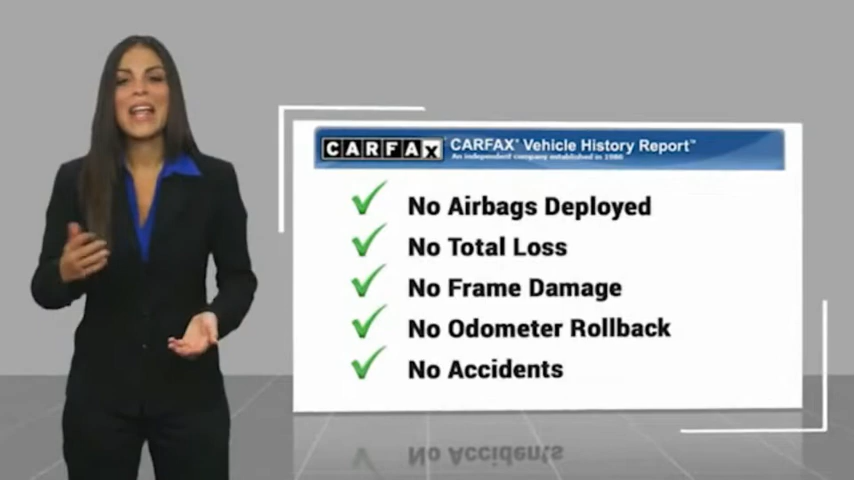 CARFAX CARFAX® Vehicle History Report™
An independent company established in 1986
No Airbags Deployed
No Total Loss
No Frame Damage
No Odometer Rollback
No Accidents
No Accidents